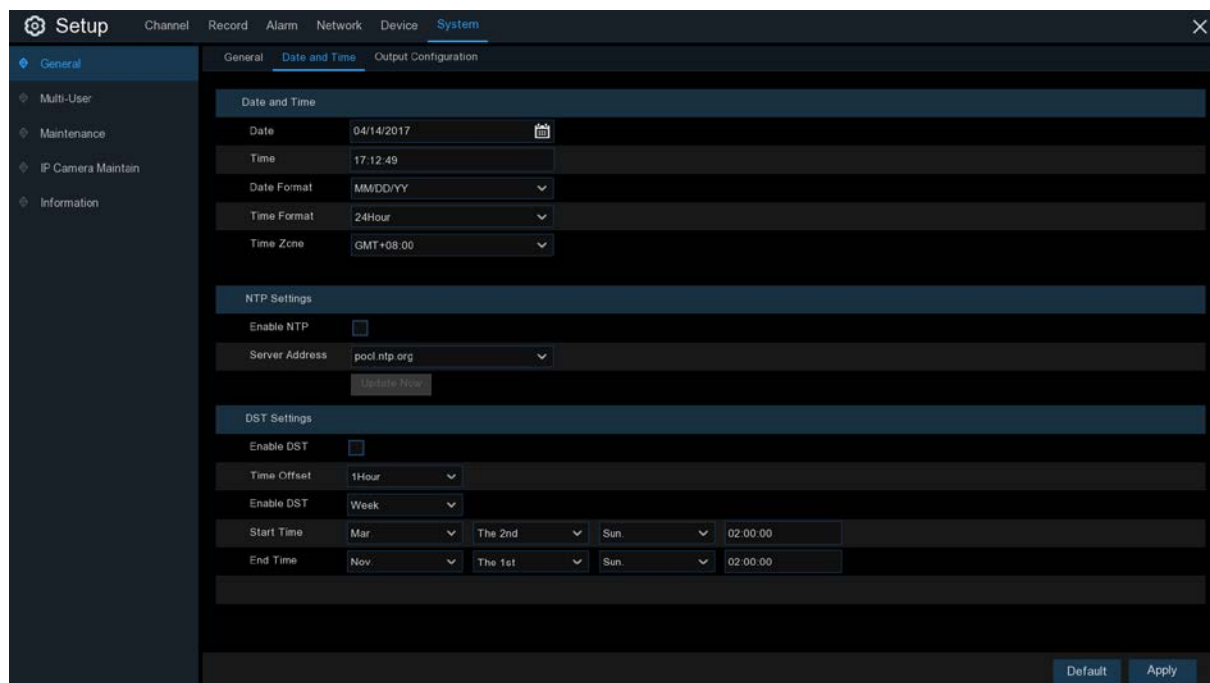 Setup Channel Record Alarm Network Device System
General
Multi-User
Maintenance
IP Camera Maintain
Information
General Date and Time Output Configuration
Date and Time
Date 04/14/2017
Time 17:12:49
Date Format MM/DD/YY
Time Format 24Hour
Time Zone GMT+08:00
NTP Settings
Enable NTP
Server Address pool.ntp.org
Update Now
DST Settings
Enable DST
Time Offset 1Hour
Enable DST Week
Start Time Mar. The 2nd Sun. 02:00:00
End Time Nov. The 1st Sun. 02:00:00
Default Apply